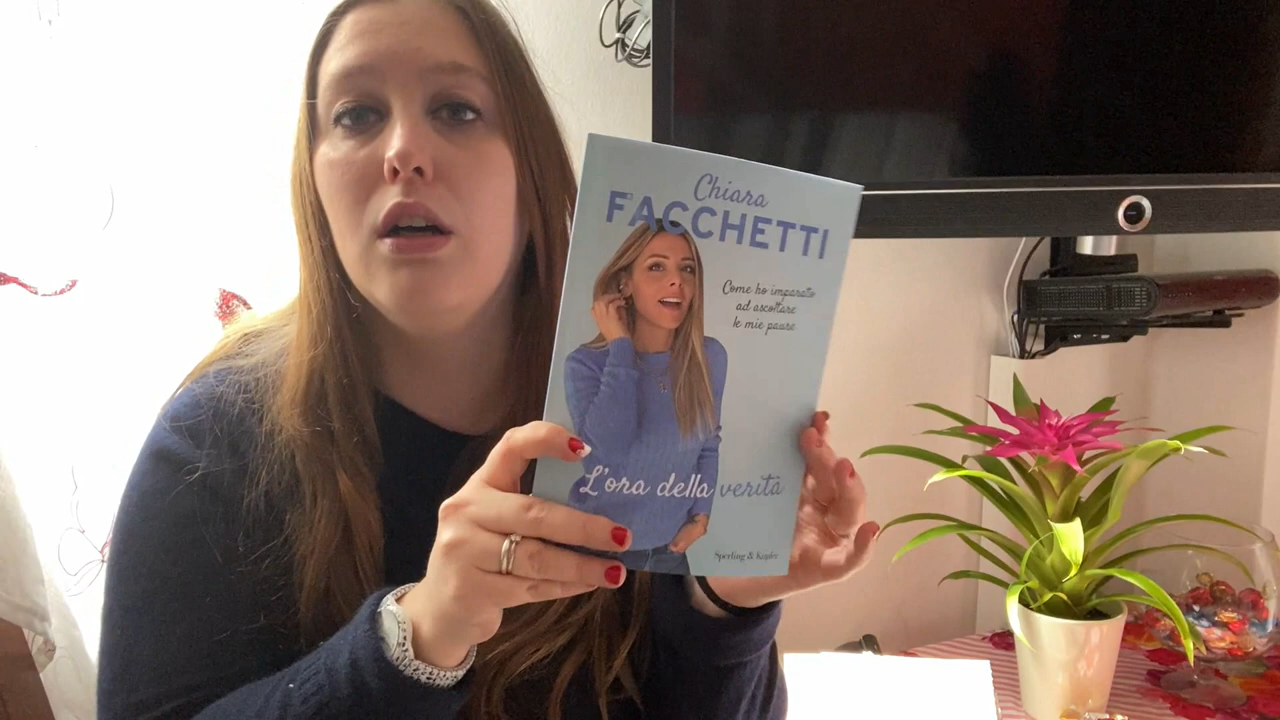 Chiara
FACCHETTI
Come ho imparato
ad ascoltare
le mie paure
L'ora della verità
Sperling & Kupfer